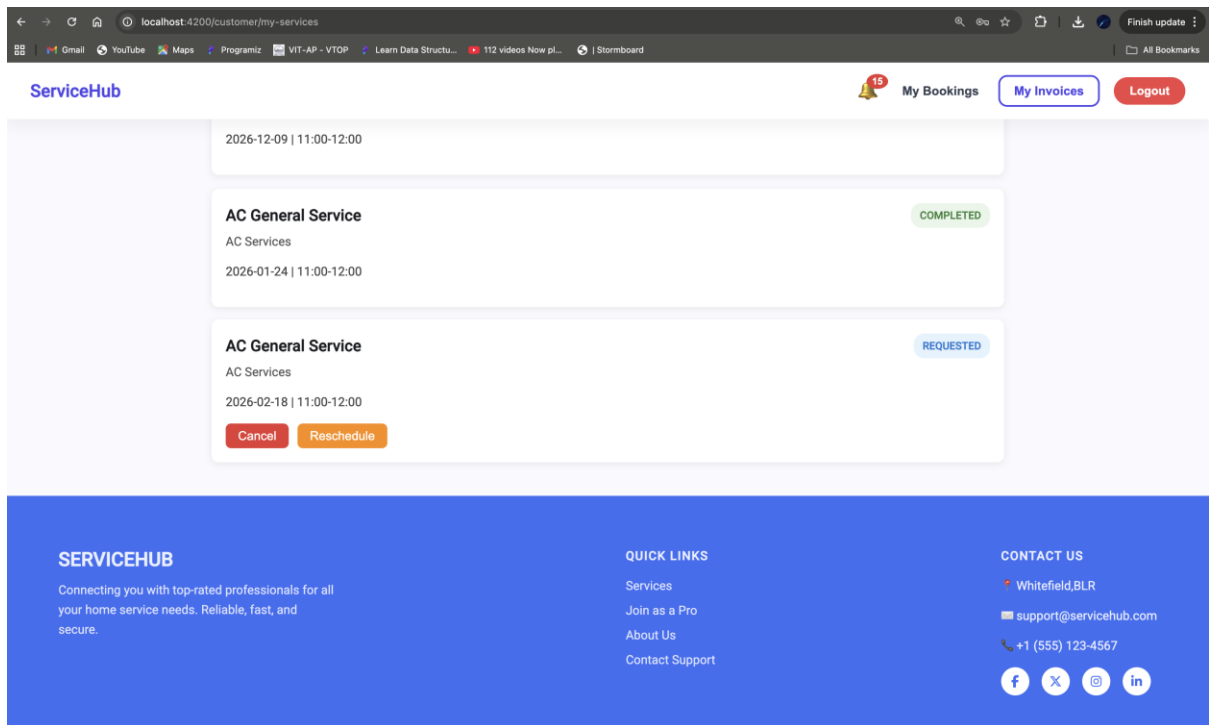 localhost:4200/customer/my-services
Finish update
Gmail
YouTube
Maps
Programiz
VIT-AP - VTOP
Learn Data Structu...
112 videos Now pl...
| Stormboard
All Bookmarks
ServiceHub
15
My Bookings
My Invoices
Logout
2026-12-09 | 11:00-12:00
AC General Service
COMPLETED
AC Services
2026-01-24 | 11:00-12:00
AC General Service
REQUESTED
AC Services
2026-02-18 | 11:00-12:00
Cancel
Reschedule
SERVICEHUB
Connecting you with top-rated professionals for all
your home service needs. Reliable, fast, and
secure.
QUICK LINKS
Services
Join as a Pro
About Us
Contact Support
CONTACT US
Whitefield,BLR
support@servicehub.com
+1 (555) 123-4567